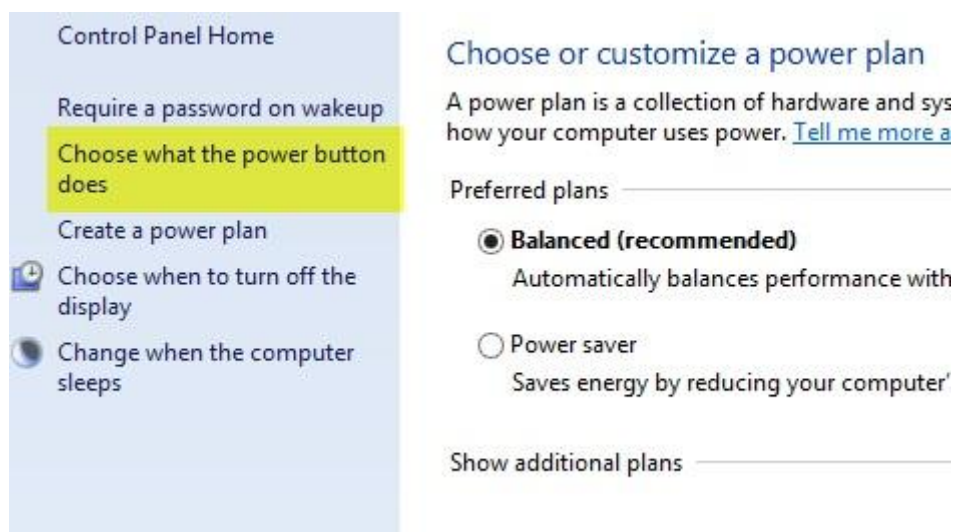 Control Panel Home
Require a password on wakeup
Choose what the power button
does
Create a power plan
Choose when to turn off the
display
Change when the computer
sleeps
Choose or customize a power plan
A power plan is a collection of hardware and sys
how your computer uses power. Tell me more a
Preferred plans
Balanced (recommended)
Automatically balances performance with
Power saver
Saves energy by reducing your computer'
Show additional plans